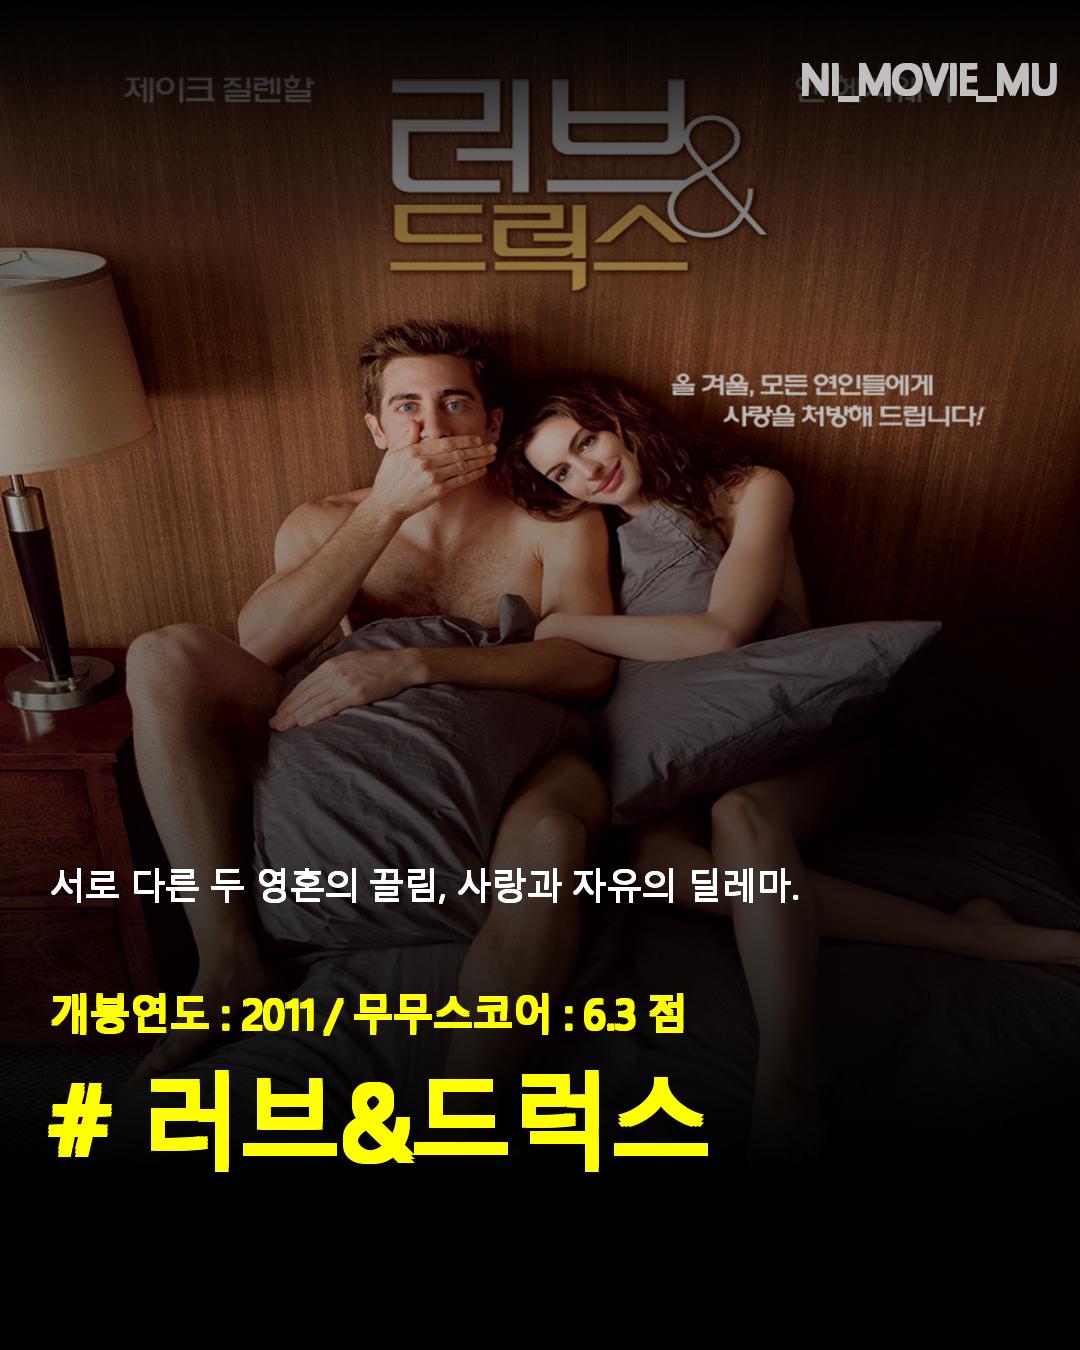 제이크 질렌할
NI_MOVIE_MU
러브&
드럭스
올 겨울, 모든 연인들에게
사랑을 처방해 드립니다!
서로 다른 두 영혼의 끌림, 사랑과 자유의 딜레마.
개봉연도 : 2011 / 무무스코어 : 6.3 점
# 러브&드럭스